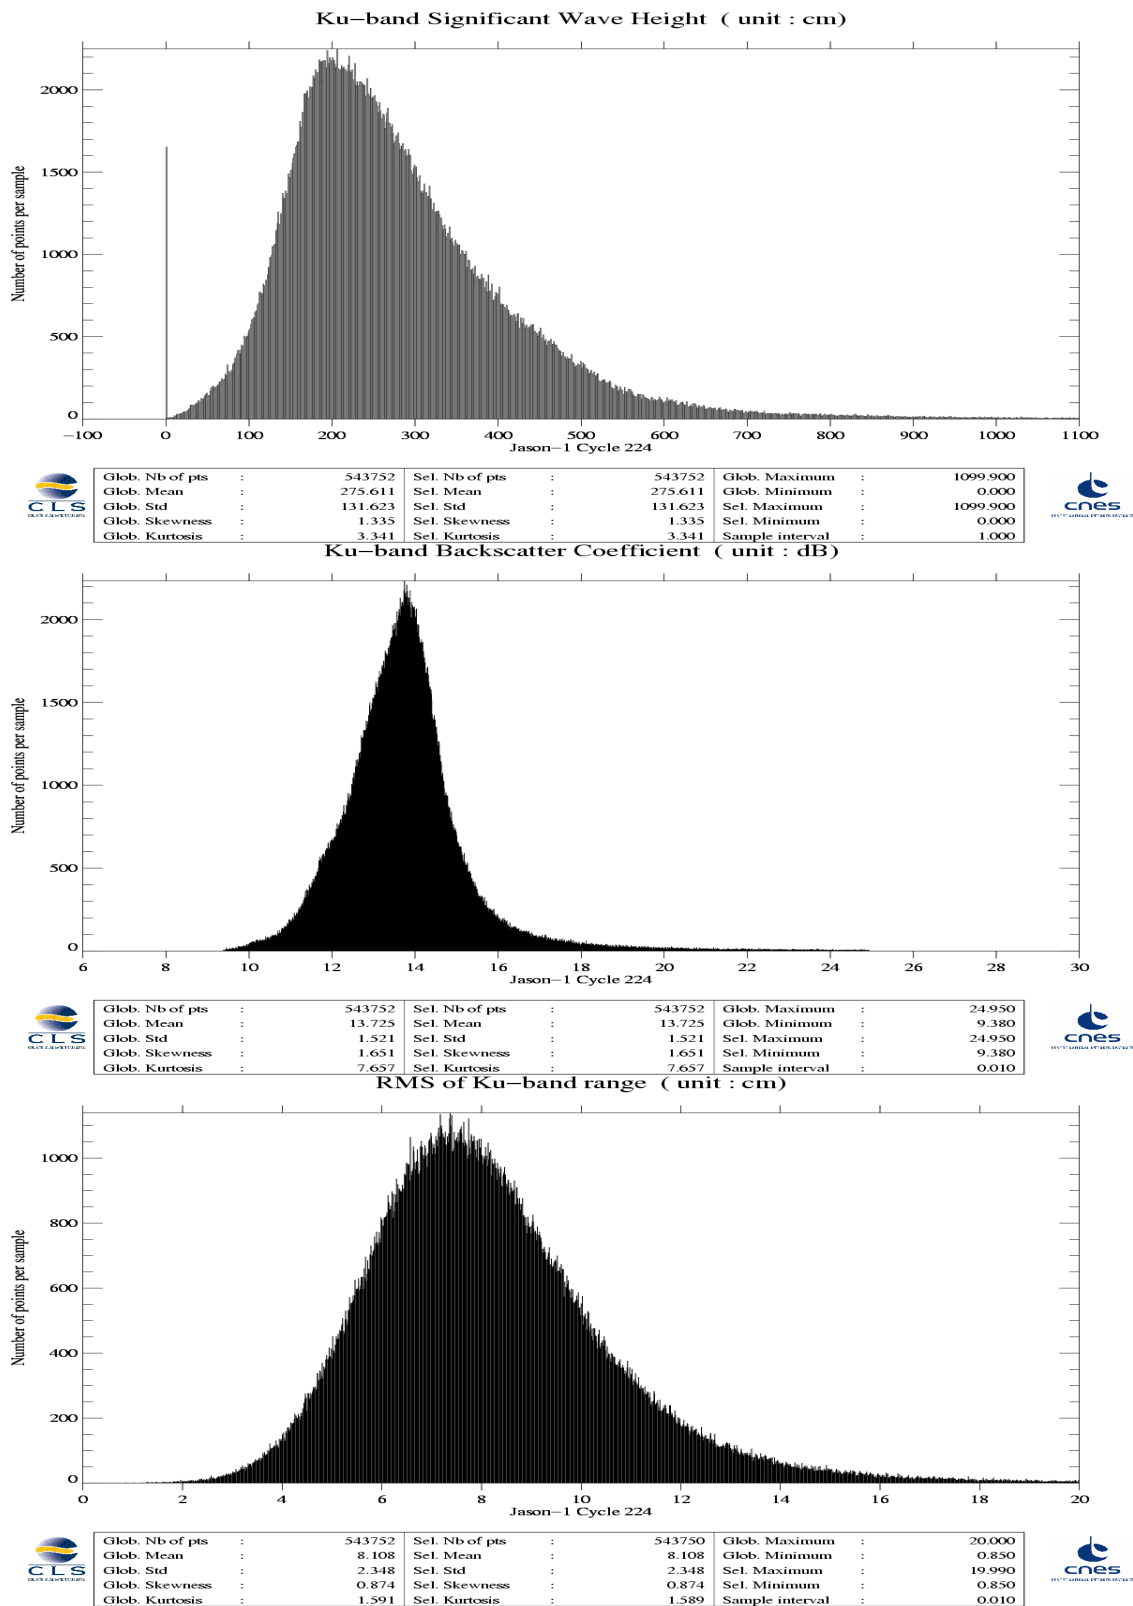 Ku-band Significant Wave Height ( unit : cm)
Number of points per sample
2000
1500
1000
500
0
-100 0 100 200 300 400 500 600 700 800 900 1000 1100
Jason-1 Cycle 224
CLS
Glob. Nb of pts : 543752 Sel. Nb of pts : 543752 Glob. Maximum : 1099.900
Glob. Mean : 275.611 Sel. Mean : 275.611 Glob. Minimum : 0.000
Glob. Std : 131.623 Sel. Std : 131.623 Sel. Maximum : 1099.900
Glob. Skewness : 1.335 Sel. Skewness : 1.335 Sel. Minimum : 0.000
Glob. Kurtosis : 3.341 Sel. Kurtosis : 3.341 Sample interval : 1.000
cnes
Ku-band Backscatter Coefficient ( unit : dB)
Number of points per sample
2000
1500
1000
500
0
6 8 10 12 14 16 18 20 22 24 26 28 30
Jason-1 Cycle 224
CLS
Glob. Nb of pts : 543752 Sel. Nb of pts : 543752 Glob. Maximum : 24.950
Glob. Mean : 13.725 Sel. Mean : 13.725 Glob. Minimum : 9.380
Glob. Std : 1.521 Sel. Std : 1.521 Sel. Maximum : 24.950
Glob. Skewness : 1.651 Sel. Skewness : 1.651 Sel. Minimum : 9.380
Glob. Kurtosis : 7.657 Sel. Kurtosis : 7.657 Sample interval : 0.010
cnes
RMS of Ku-band range ( unit : cm)
Number of points per sample
1000
800
600
400
200
0
0 2 4 6 8 10 12 14 16 18 20
Jason-1 Cycle 224
CLS
Glob. Nb of pts : 543752 Sel. Nb of pts : 543750 Glob. Maximum : 20.000
Glob. Mean : 8.108 Sel. Mean : 8.108 Glob. Minimum : 0.850
Glob. Std : 2.348 Sel. Std : 2.348 Sel. Maximum : 19.990
Glob. Skewness : 0.874 Sel. Skewness : 0.874 Sel. Minimum : 0.850
Glob. Kurtosis : 1.591 Sel. Kurtosis : 1.589 Sample interval : 0.010
cnes